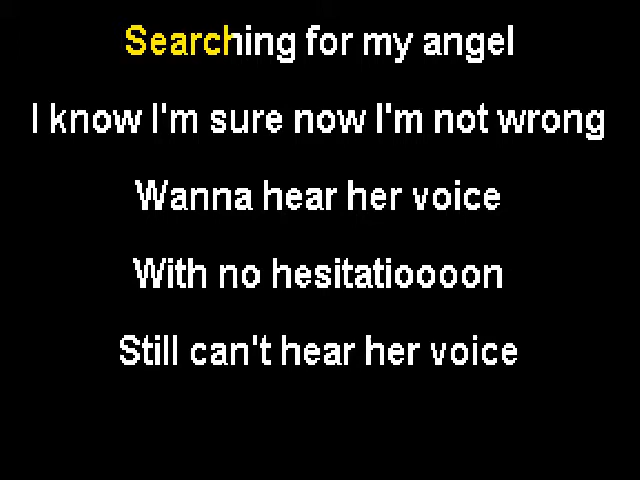 Searching for my angel
I know I'm sure now I'm not wrong
Wanna hear her voice
With no hesitatioooon
Still can't hear her voice